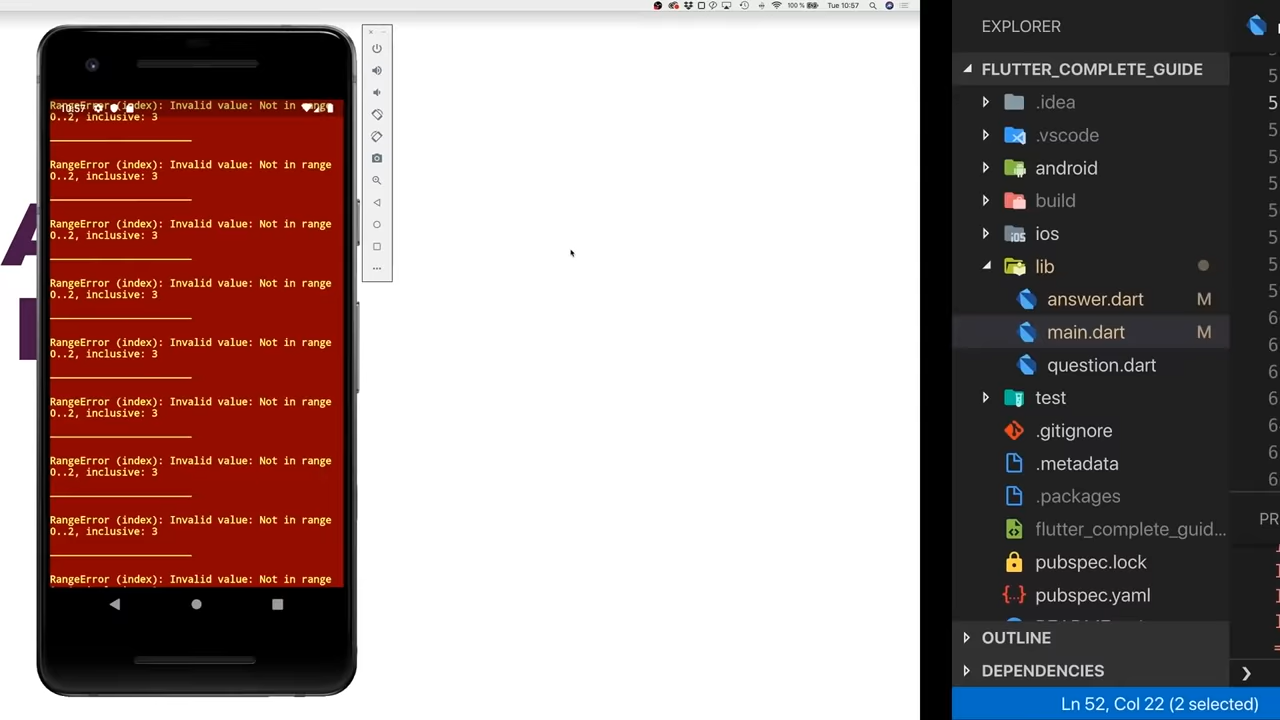 100%
Tue 10:57
10:57
RangeError (index): Invalid value: Not in range
0..2, inclusive: 3
RangeError (index): Invalid value: Not in range
0..2, inclusive: 3
RangeError (index): Invalid value: Not in range
0..2, inclusive: 3
RangeError (index): Invalid value: Not in range
0..2, inclusive: 3
RangeError (index): Invalid value: Not in range
0..2, inclusive: 3
RangeError (index): Invalid value: Not in range
0..2, inclusive: 3
RangeError (index): Invalid value: Not in range
0..2, inclusive: 3
RangeError (index): Invalid value: Not in range
0..2, inclusive: 3
RangeError (index): Invalid value: Not in range
EXPLORER
FLUTTER_COMPLETE_GUIDE
.idea
.vscode
android
build
ios
lib
answer.dart M
main.dart M
question.dart
test
.gitignore
.metadata
.packages
flutter_complete_guid...
pubspec.lock
pubspec.yaml
OUTLINE
DEPENDENCIES
Ln 52, Col 22 (2 selected)